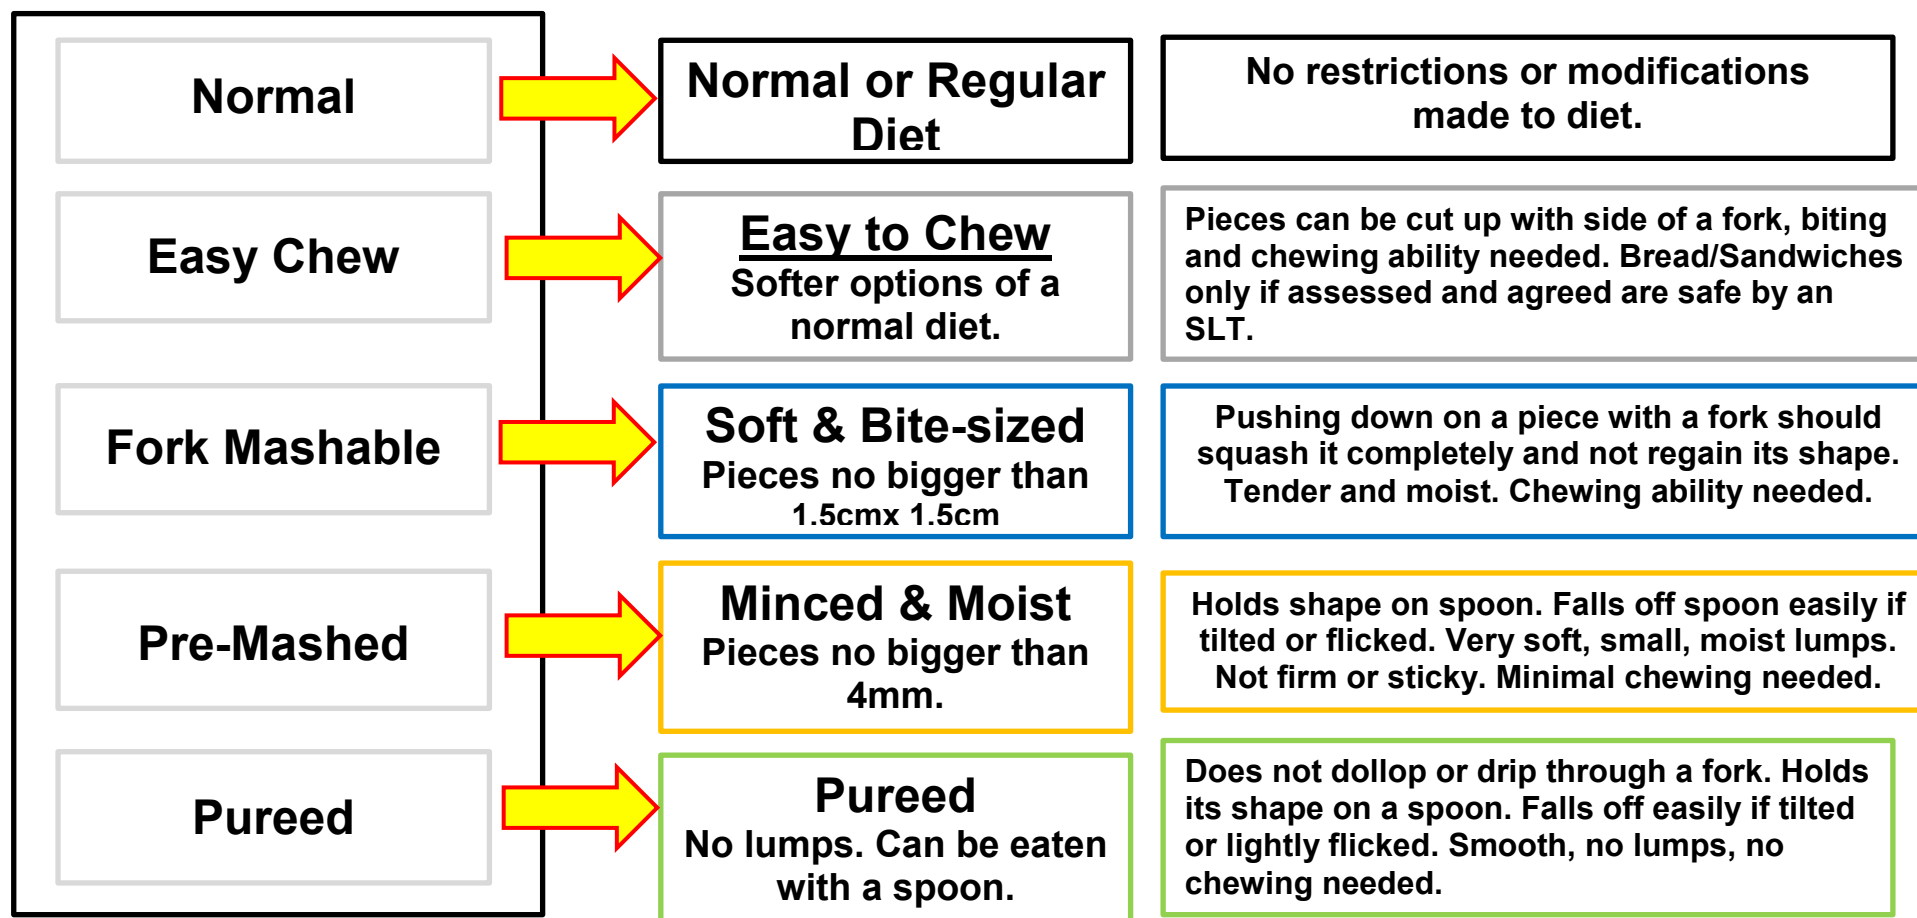 Normal
Normal or Regular
Diet
No restrictions or modifications
made to diet.
Easy Chew
Easy to Chew
Softer options of a
normal diet.
Pieces can be cut up with side of a fork, biting
and chewing ability needed. Bread/Sandwiches
only if assessed and agreed are safe by an
SLT.
Fork Mashable
Soft & Bite-sized
Pieces no bigger than
1.5cmx 1.5cm
Pushing down on a piece with a fork should
squash it completely and not regain its shape.
Tender and moist. Chewing ability needed.
Pre-Mashed
Minced & Moist
Pieces no bigger than
4mm.
Holds shape on spoon. Falls off spoon easily if
tilted or flicked. Very soft, small, moist lumps.
Not firm or sticky. Minimal chewing needed.
Pureed
Pureed
No lumps. Can be eaten
with a spoon.
Does not dollop or drip through a fork. Holds
its shape on a spoon. Falls off easily if tilted
or lightly flicked. Smooth, no lumps, no
chewing needed.